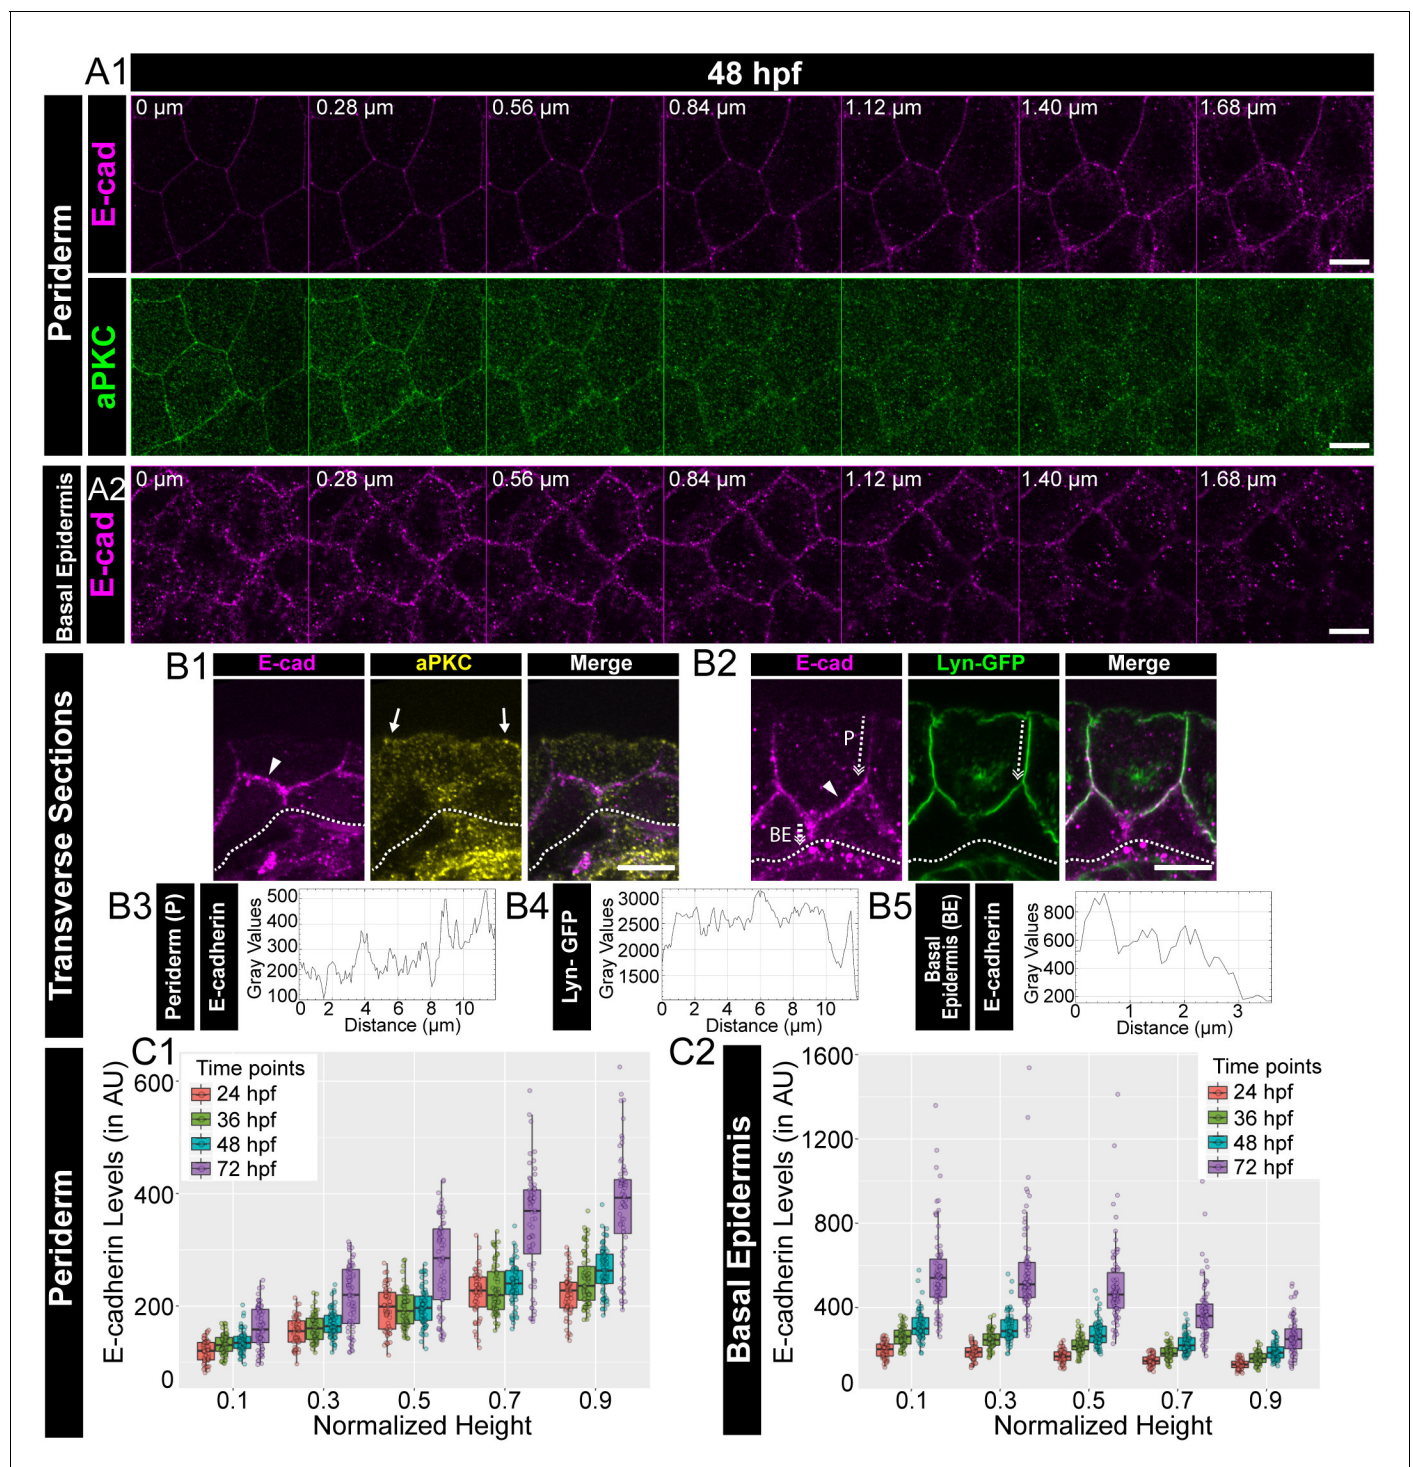 A1
48 hpf
Periderm
E-cad
0 µm 0.28 µm 0.56 µm 0.84 µm 1.12 µm 1.40 µm 1.68 µm
aPKC
Basal Epidermis
A2
E-cad
0 µm 0.28 µm 0.56 µm 0.84 µm 1.12 µm 1.40 µm 1.68 µm
Transverse Sections
B1
E-cad aPKC Merge
B2
E-cad Lyn-GFP Merge
P
BE
B3
Periderm (P)
E-cadherin
Gray Values
500
400
300
200
100
0 2 4 6 8 10
Distance (µm)
B4
Lyn- GFP
Gray Values
3000
2500
2000
1500
0 2 4 6 8 10
Distance (µm)
B5
Basal
Epidermis (BE)
E-cadherin
Gray Values
800
600
400
200
0 1 2 3
Distance (µm)
Periderm
C1
E-cadherin Levels (in AU)
600
400
200
0
Time points
24 hpf
36 hpf
48 hpf
72 hpf
0.1 0.3 0.5 0.7 0.9
Normalized Height
C2
Basal Epidermis
E-cadherin Levels (in AU)
1600
1200
800
400
0
Time points
24 hpf
36 hpf
48 hpf
72 hpf
0.1 0.3 0.5 0.7 0.9
Normalized Height